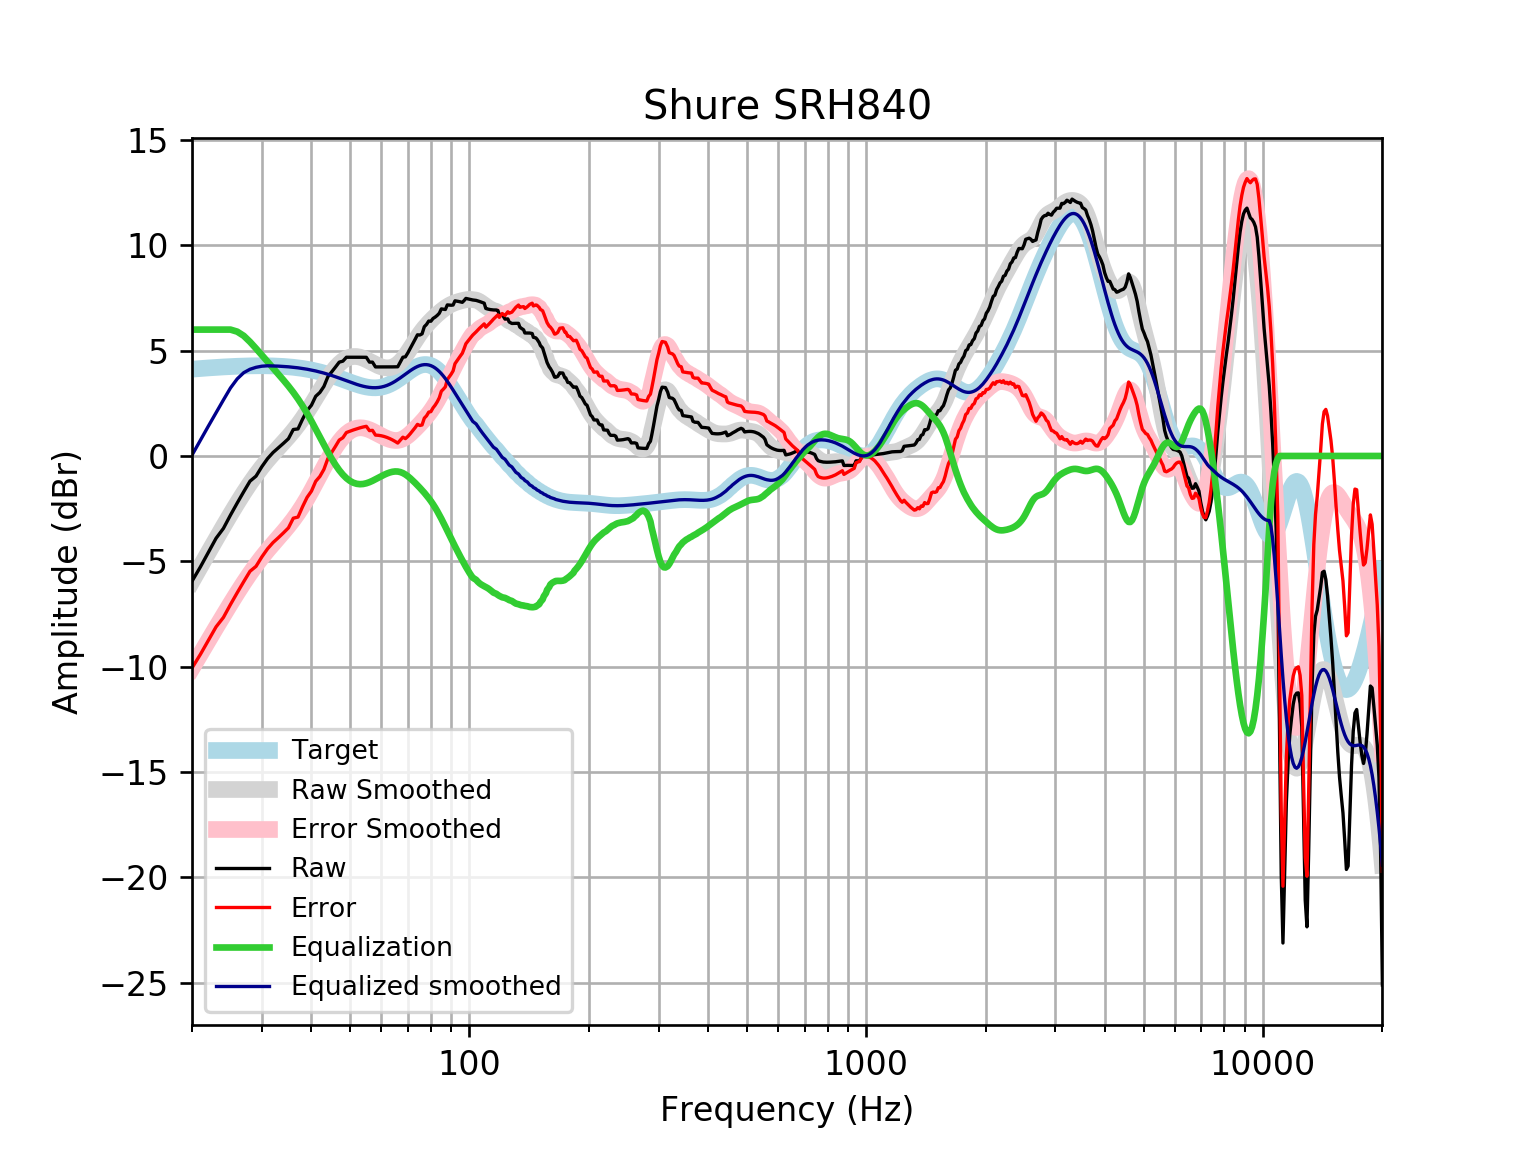 Shure SRH840
15
10
5
0
−5
−10
−15
−20
−25
Amplitude (dBr)
Target
Raw Smoothed
Error Smoothed
Raw
Error
Equalization
Equalized smoothed
100
1000
10000
Frequency (Hz)